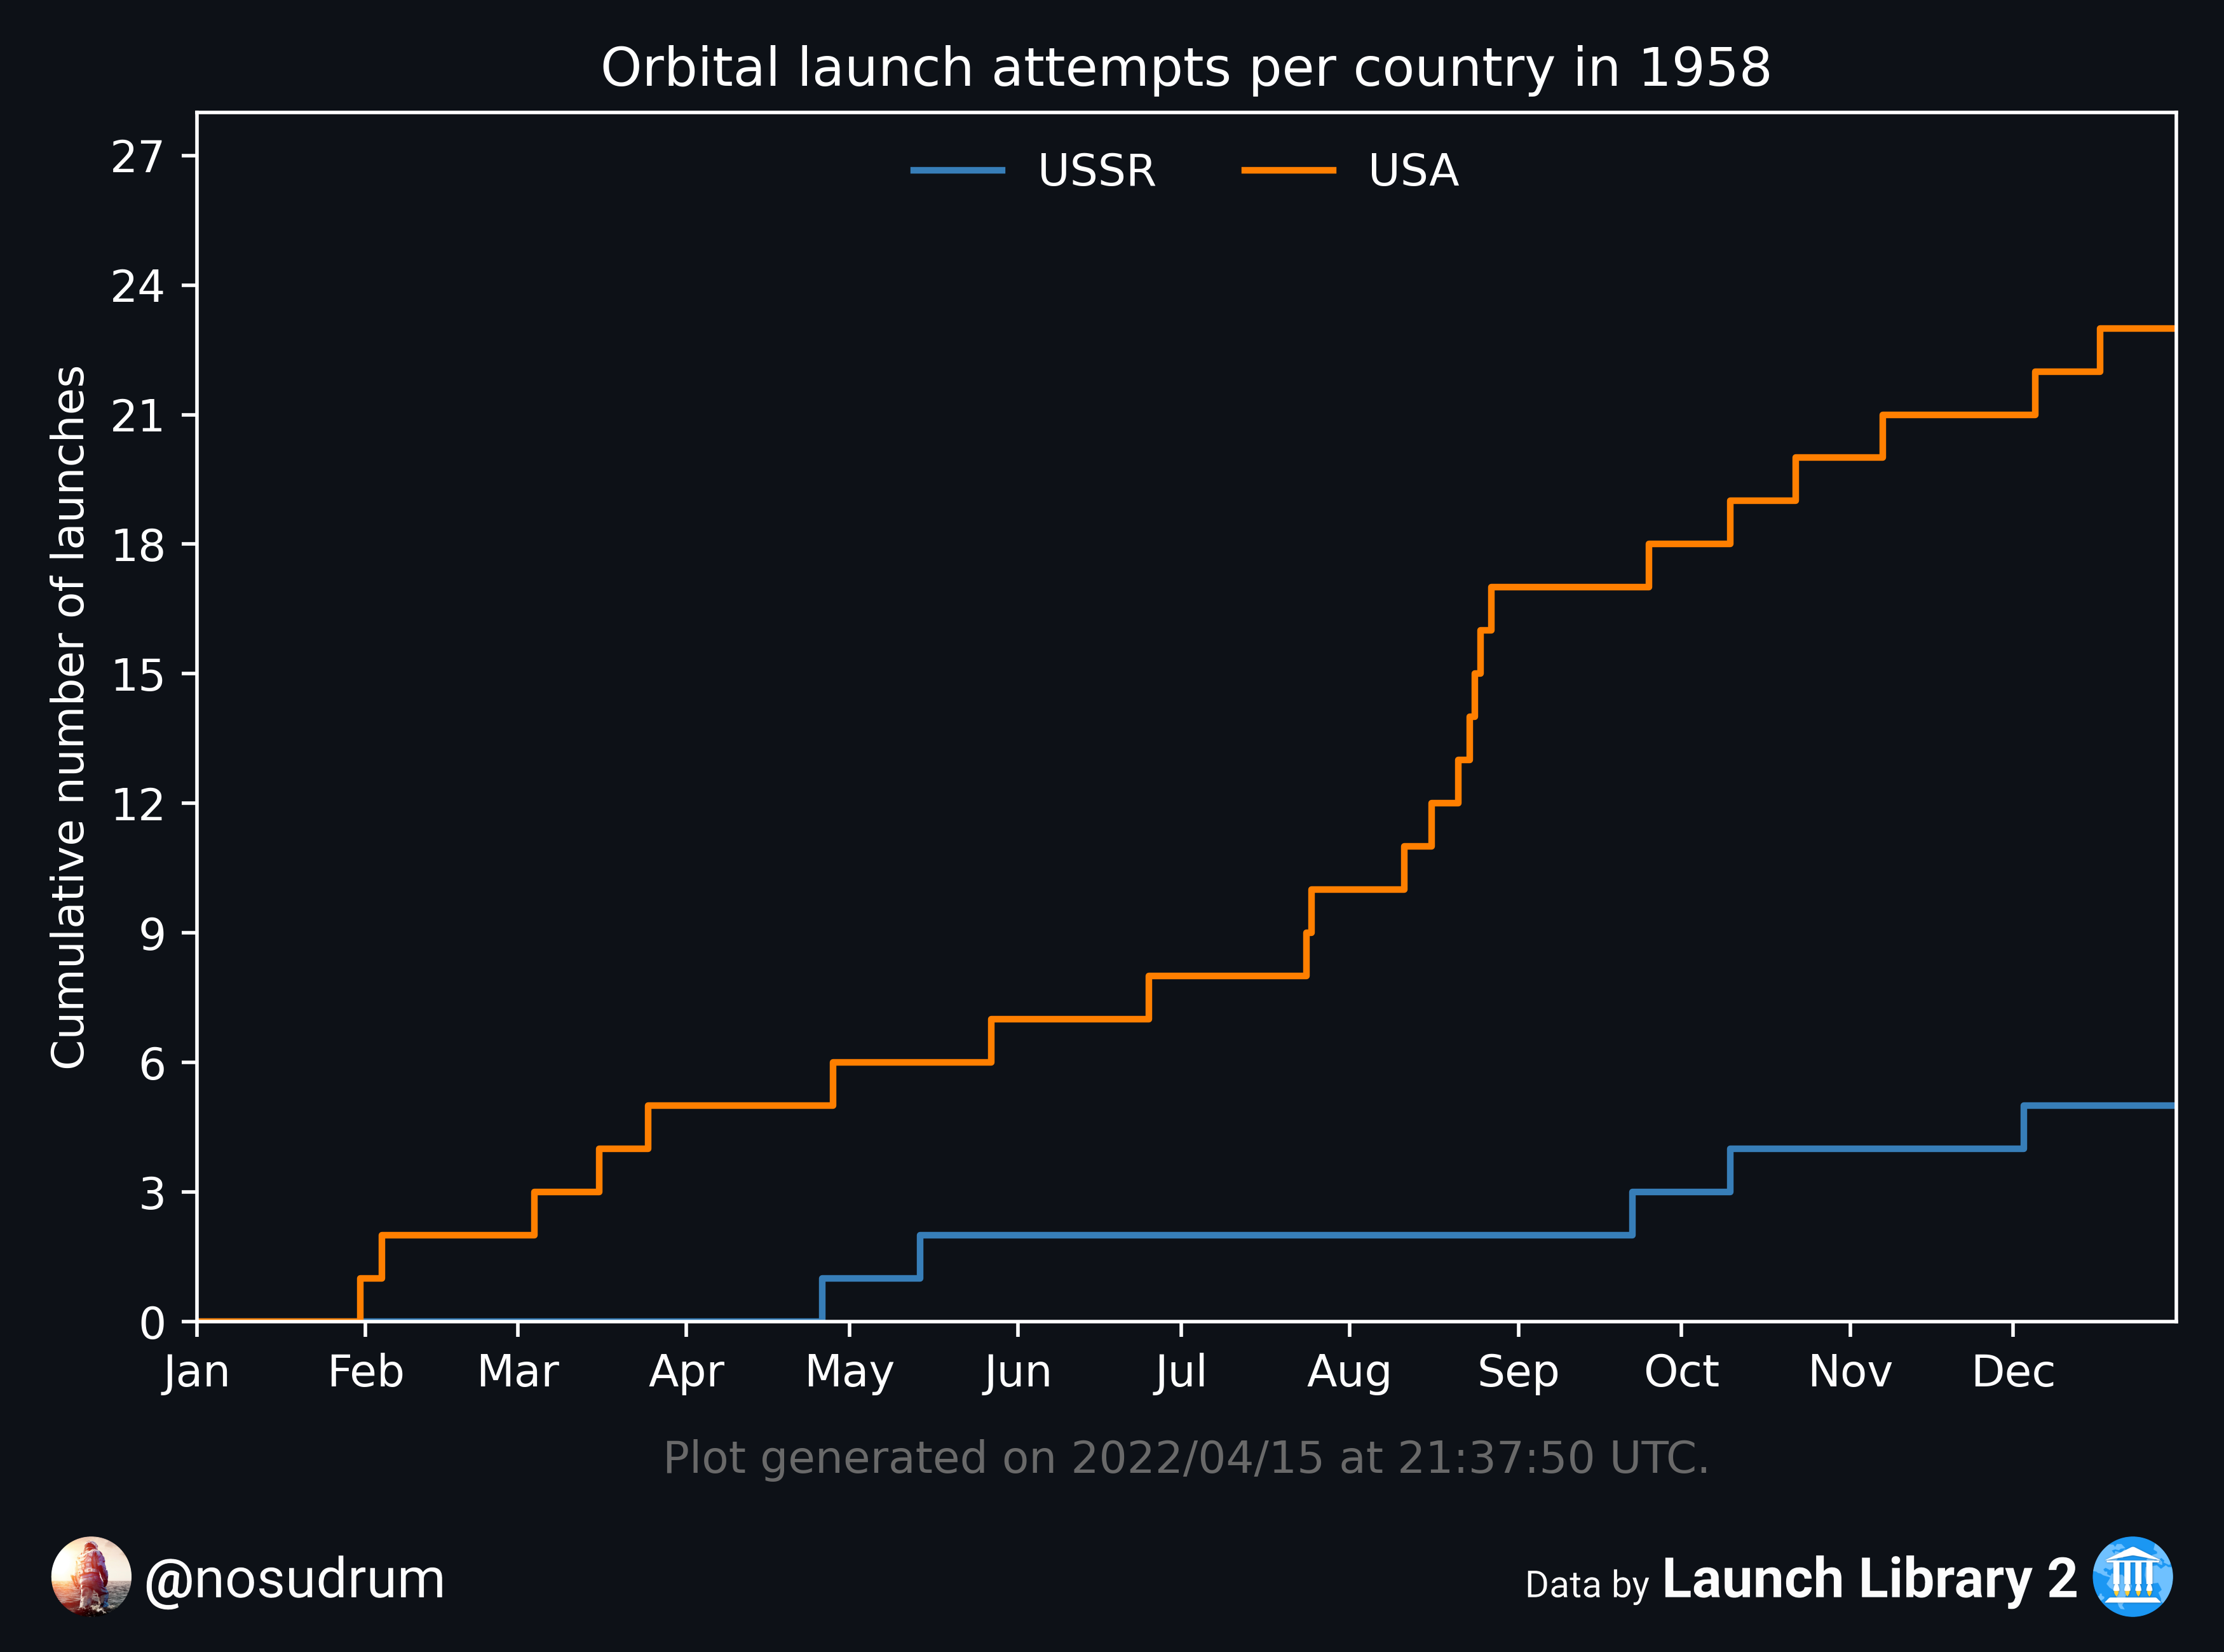 Orbital launch attempts per country in 1958
USSR USA
Cumulative number of launches
27
24
21
18
15
12
9
6
3
0
Jan Feb Mar Apr May Jun Jul Aug Sep Oct Nov Dec
Plot generated on 2022/04/15 at 21:37:50 UTC.
@nosudrum
Data by Launch Library 2